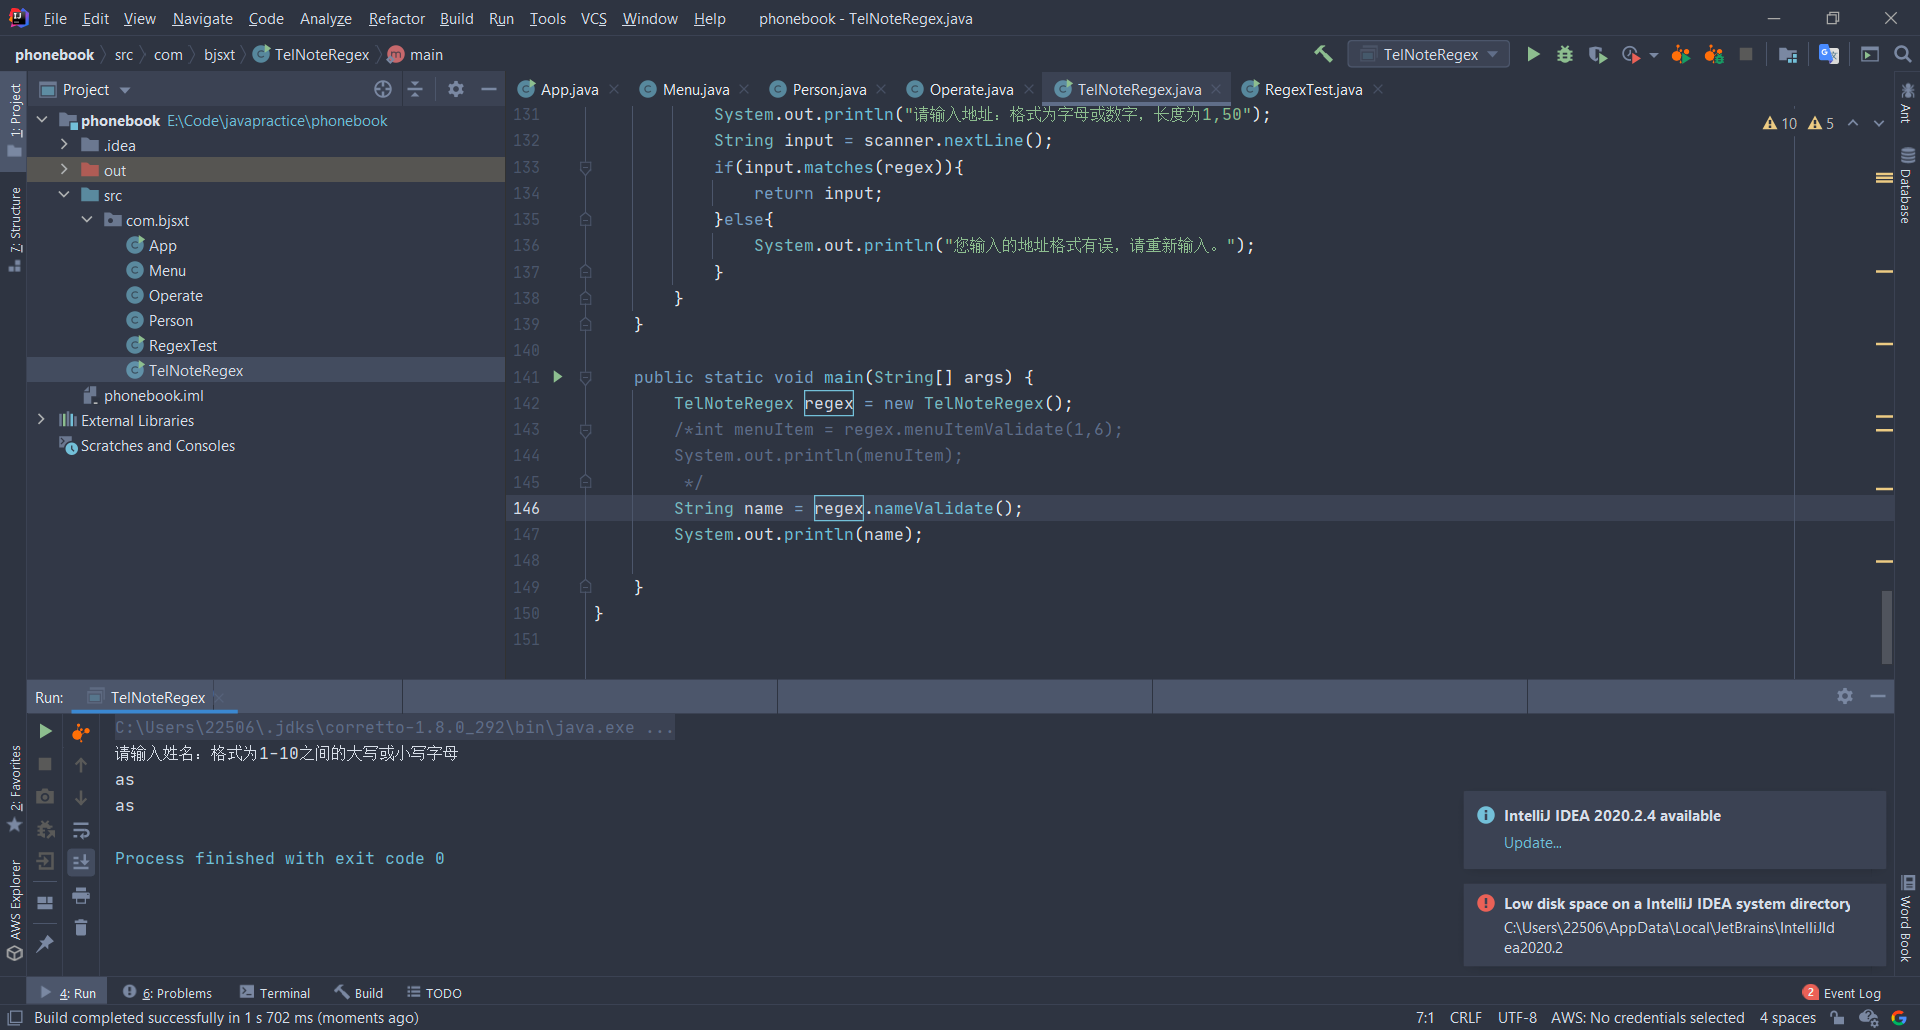 File Edit View Navigate Code Analyze Refactor Build Run Tools VCS Window Help phonebook - TelNoteRegex.java
phonebook src com bjsxt TelNoteRegex m main TelNoteRegex
1: Project
7: Structure
2: Favorites
AWS Explorer
Project
phonebook E:\Code\javapractice\phonebook
.idea
out
src
com.bjsxt
App
Menu
Operate
Person
RegexTest
TelNoteRegex
phonebook.iml
External Libraries
Scratches and Consoles
App.java Menu.java Person.java Operate.java TelNoteRegex.java RegexTest.java
10 5
131 System.out.println("请输入地址：格式为字母或数字，长度为1,50");
132 String input = scanner.nextLine();
133 if(input.matches(regex)){
134 return input;
135 }else{
136 System.out.println("您输入的地址格式有误，请重新输入。");
137 }
138 }
139 }
140
141 public static void main(String[] args) {
142 TelNoteRegex regex = new TelNoteRegex();
143 /*int menuItem = regex.menuItemValidate(1,6);
144 System.out.println(menuItem);
145 */
146 String name = regex.nameValidate();
147 System.out.println(name);
148
149 }
150 }
151
Ant
Database
Word Book
Run: TelNoteRegex
C:\Users\22506\.jdks\corretto-1.8.0_292\bin\java.exe ...
请输入姓名：格式为1-10之间的大写或小写字母
as
as
Process finished with exit code 0
IntelliJ IDEA 2020.2.4 available
Update...
Low disk space on a IntelliJ IDEA system directory
C:\Users\22506\AppData\Local\JetBrains\IntelliJId
ea2020.2
4: Run 6: Problems Terminal Build TODO 2 Event Log
Build completed successfully in 1 s 702 ms (moments ago) 7:1 CRLF UTF-8 AWS: No credentials selected 4 spaces